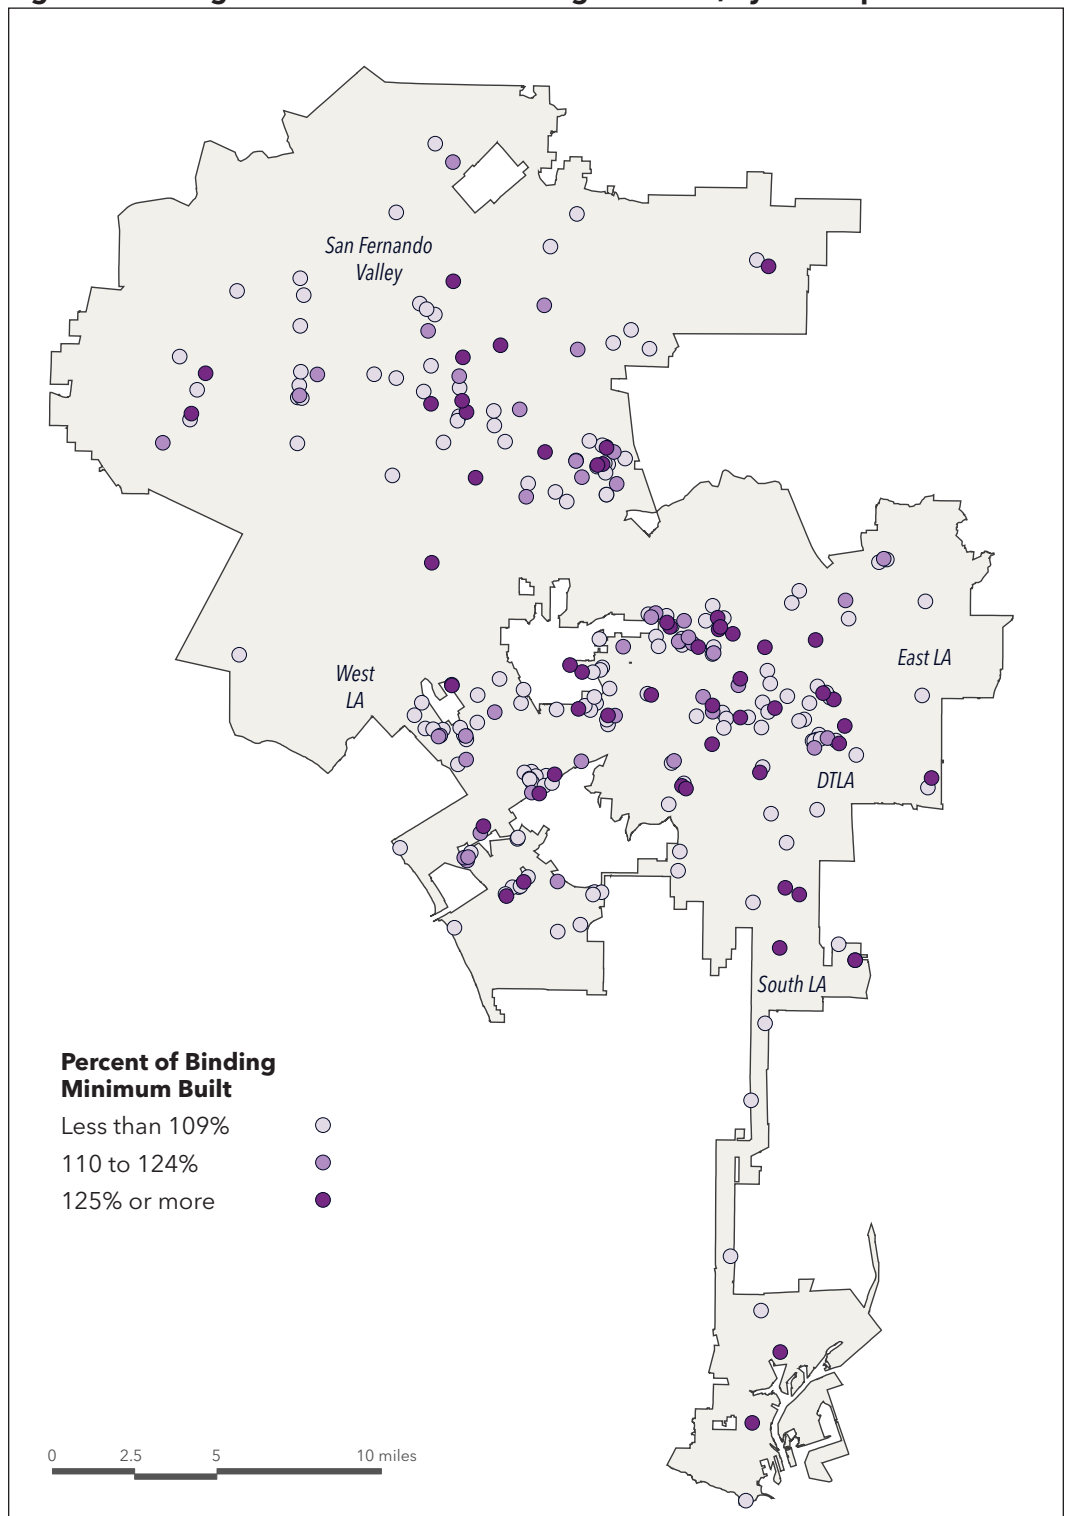 San Fernando
Valley
West
LA
East LA
DTLA
South LA
Percent of Binding
Minimum Built
Less than 109%
110 to 124%
125% or more
0 2.5 5 10 miles